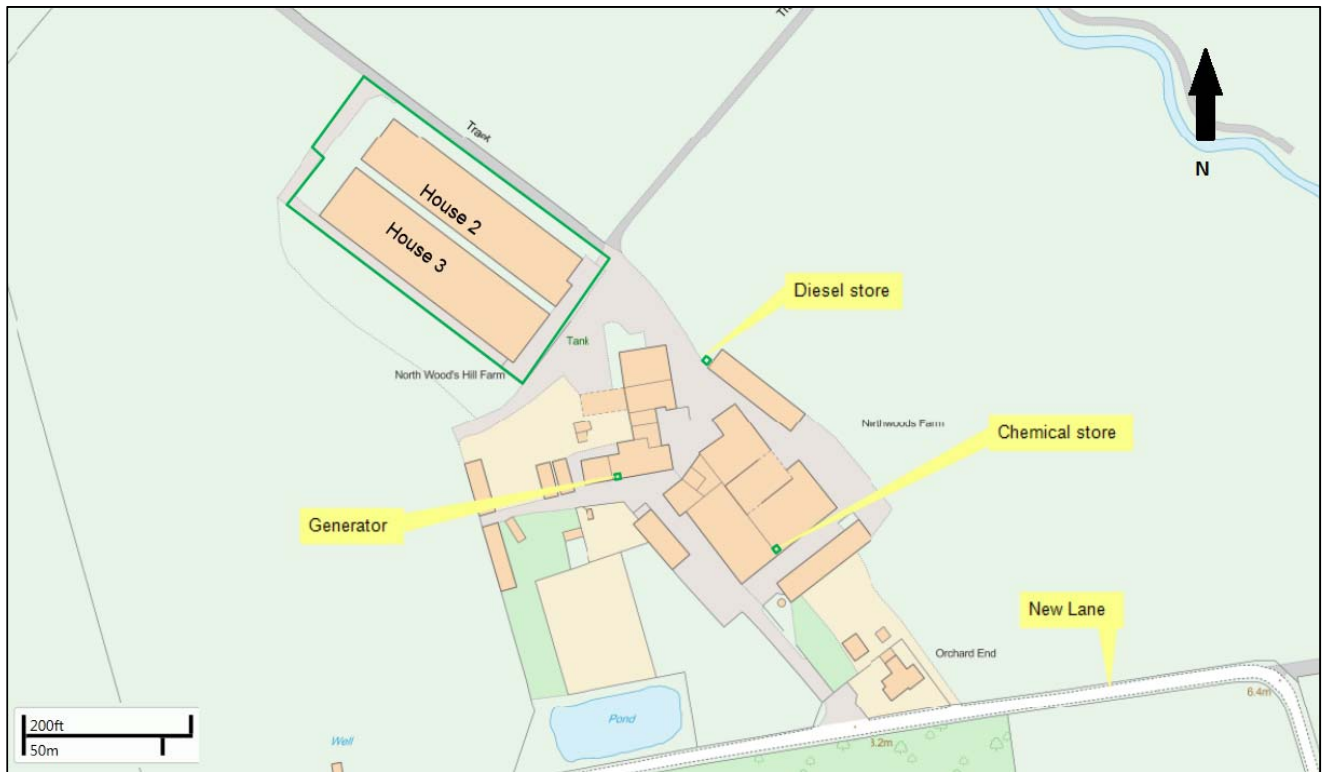 Tra
N
Track
House 2
House 3
Diesel store
Tank
North Wood's Hill Farm
Northwoods Farm
Chemical store
Generator
New Lane
Orchard End
6.4m
200ft
50m
Pond
3.2m
Well